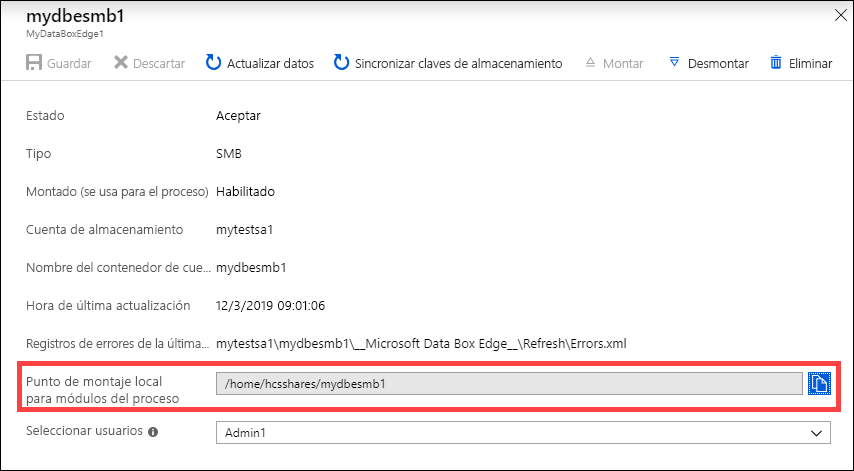 mydbesmb1
MyDataBoxEdge1
Guardar Descartar Actualizar datos Sincronizar claves de almacenamiento Montar Desmontar Eliminar
Estado Aceptar
Tipo SMB
Montado (se usa para el proceso) Habilitado
Cuenta de almacenamiento mytestsa1
Nombre del contenedor de cue... mydbesmb1
Hora de última actualización 12/3/2019 09:01:06
Registros de errores de la última... mytestsa1\mydbesmb1\__Microsoft Data Box Edge__\Refresh\Errors.xml
Punto de montaje local
para módulos del proceso /home/hcsshares/mydbesmb1
Seleccionar usuarios Admin1